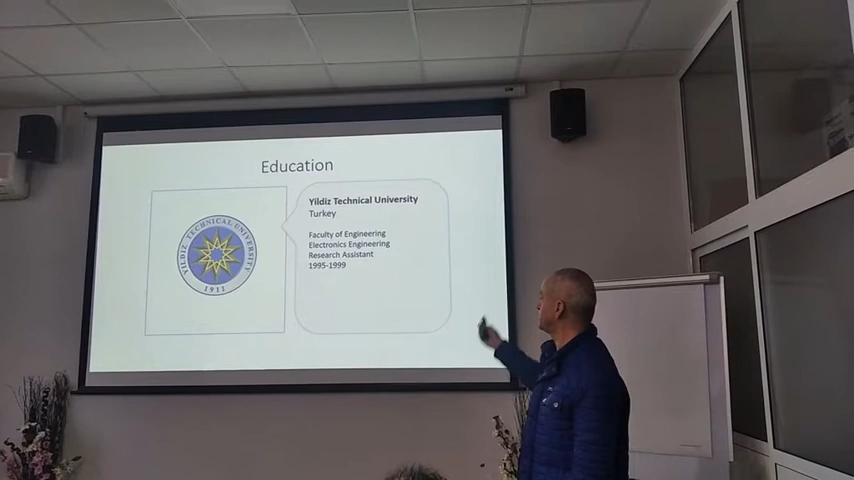 Education
YILDIZ TECHNICAL UNIVERSITY
1911
Yildiz Technical University
Turkey
Faculty of Engineering
Electronics Engineering
Research Assistant
1995-1999